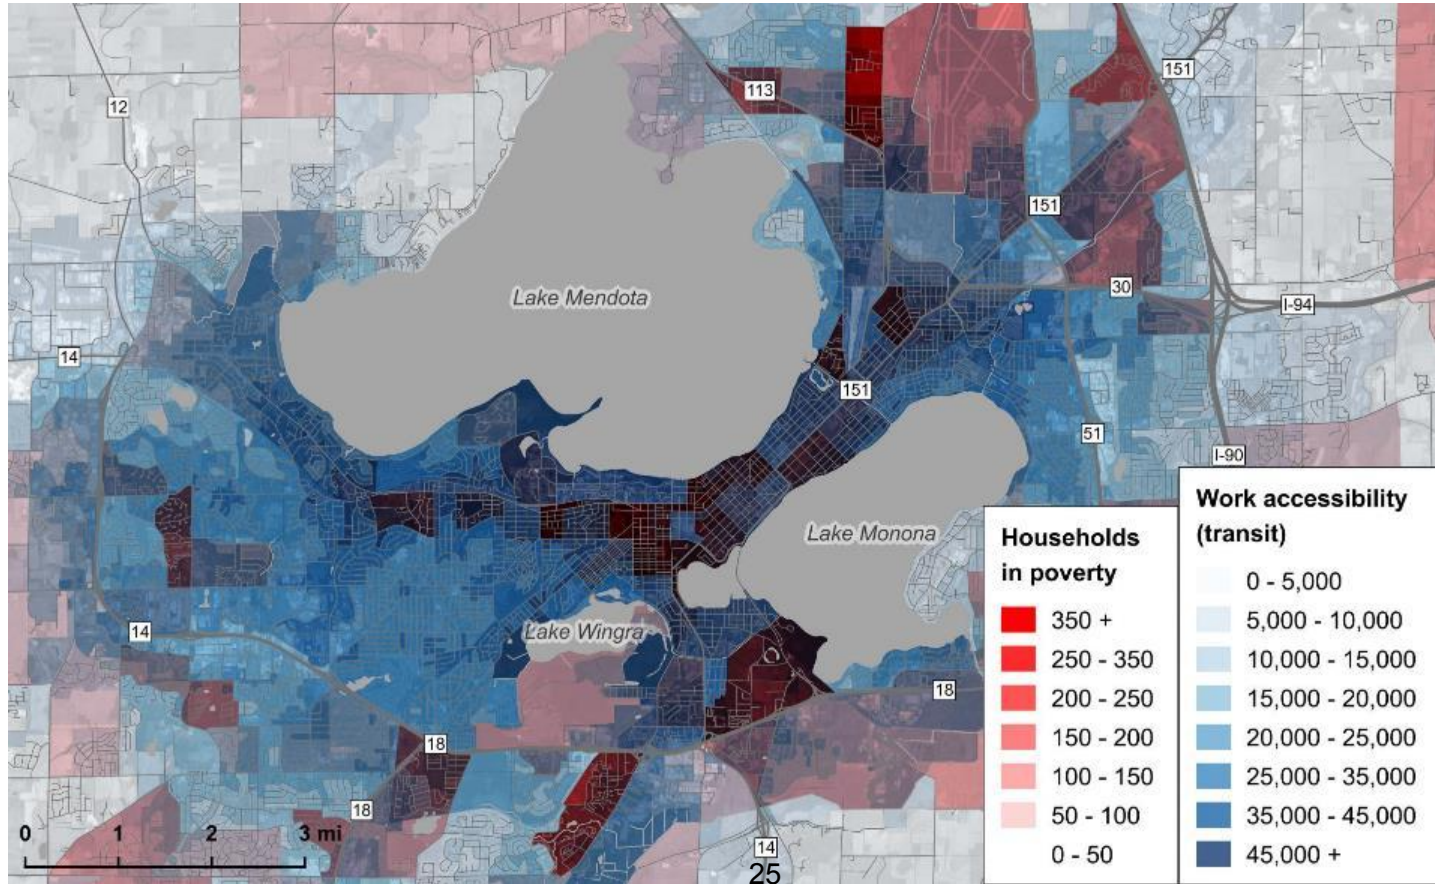 12
113
151
151
Lake Mendota
30
I-94
14
151
51
I-90
Lake Monona
14
Lake Wingra
18
18
18
0 1 2 3 mi
14
25
Households
in poverty
350 +
250 - 350
200 - 250
150 - 200
100 - 150
50 - 100
0 - 50
Work accessibility
(transit)
0 - 5,000
5,000 - 10,000
10,000 - 15,000
15,000 - 20,000
20,000 - 25,000
25,000 - 35,000
35,000 - 45,000
45,000 +